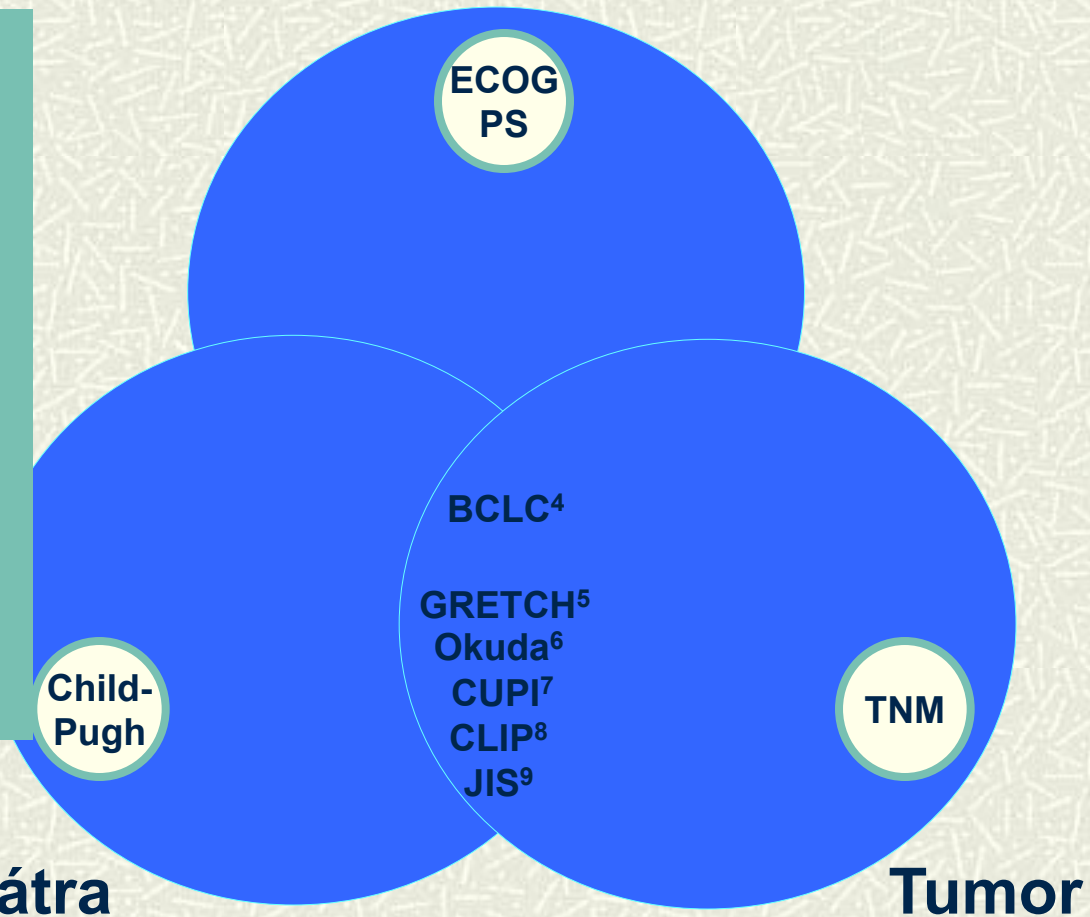 ECOG
PS
BCLC⁴
GRETCH⁵
Okuda⁶
CUPI⁷
CLIP⁸
JIS⁹
Child-
Pugh
TNM
átra
Tumor